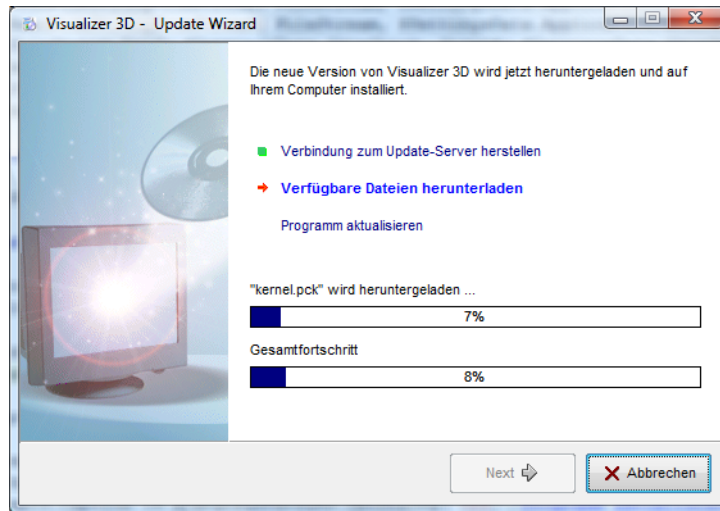 Visualizer 3D - Update Wizard
Die neue Version von Visualizer 3D wird jetzt heruntergeladen und auf
Ihrem Computer installiert.
Verbindung zum Update-Server herstellen
Verfügbare Dateien herunterladen
Programm aktualisieren
"kernel.pck" wird heruntergeladen ...
7%
Gesamtfortschritt
8%
Next
Abbrechen